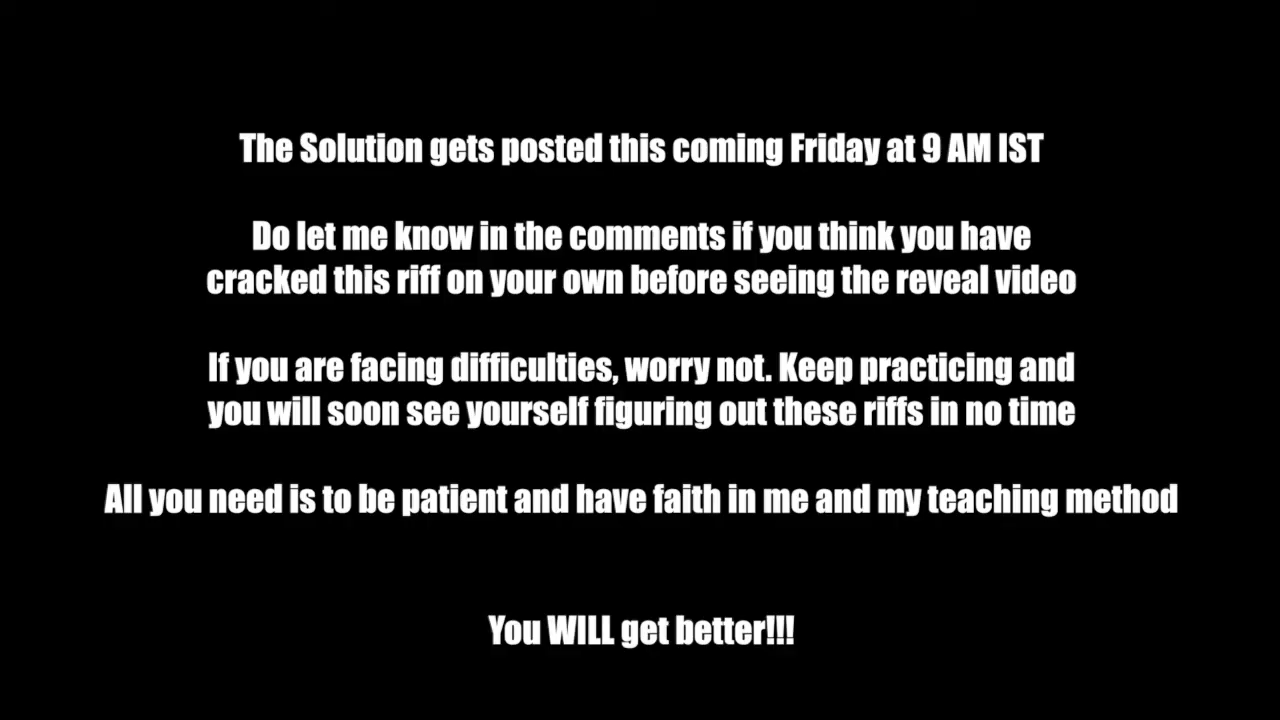 The Solution gets posted this coming Friday at 9 AM IST
Do let me know in the comments if you think you have
cracked this riff on your own before seeing the reveal video
If you are facing difficulties, worry not. Keep practicing and
you will soon see yourself figuring out these riffs in no time
All you need is to be patient and have faith in me and my teaching method
You WILL get better!!!